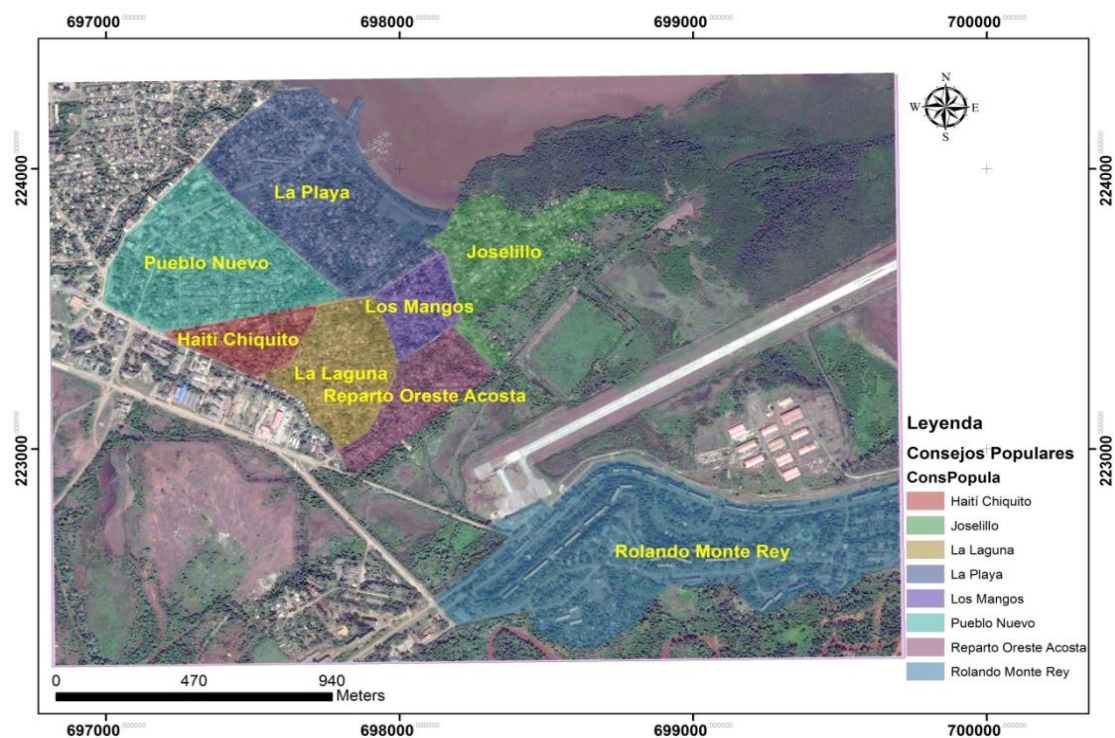 697000 698000 699000 700000
N
W E
S
224000 224000
La Playa
Joselillo
Pueblo Nuevo
Los Mangos
Haití Chiquito
La Laguna
Reparto Oreste Acosta
223000 223000
Rolando Monte Rey
Leyenda
Consejos Populares
ConsPopula
Haití Chiquito
Joselillo
La Laguna
La Playa
Los Mangos
Pueblo Nuevo
Reparto Oreste Acosta
Rolando Monte Rey
0 470 940
Meters
697000 698000 699000 700000